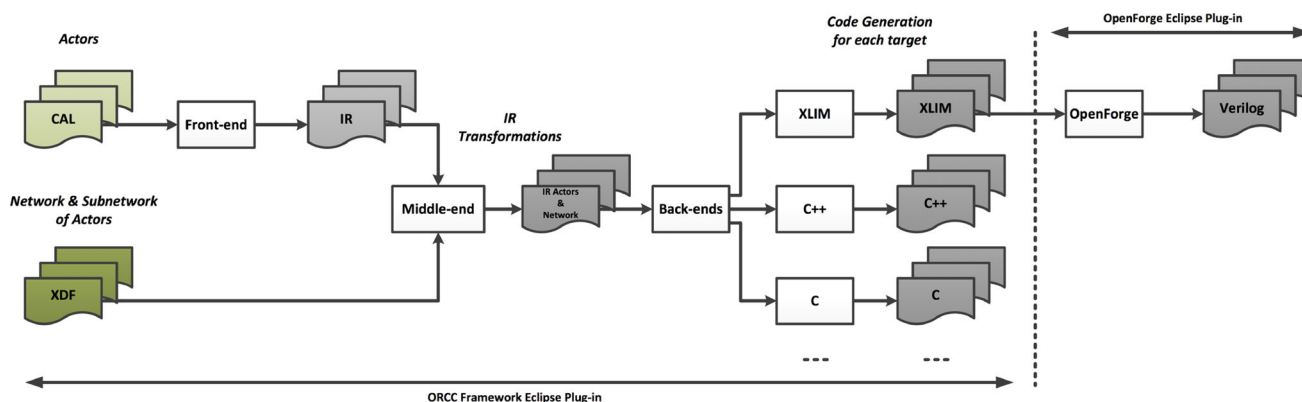 OpenForge Eclipse Plug-in
Actors
Code Generation
for each target
CAL
Front-end
IR
IR
Transformations
XLIM
XLIM
OpenForge
Verilog
Network & Subnetwork
of Actors
Middle-end
IR Actors
&
Network
Back-ends
C++
C++
XDF
C
C
ORCC Framework Eclipse Plug-in